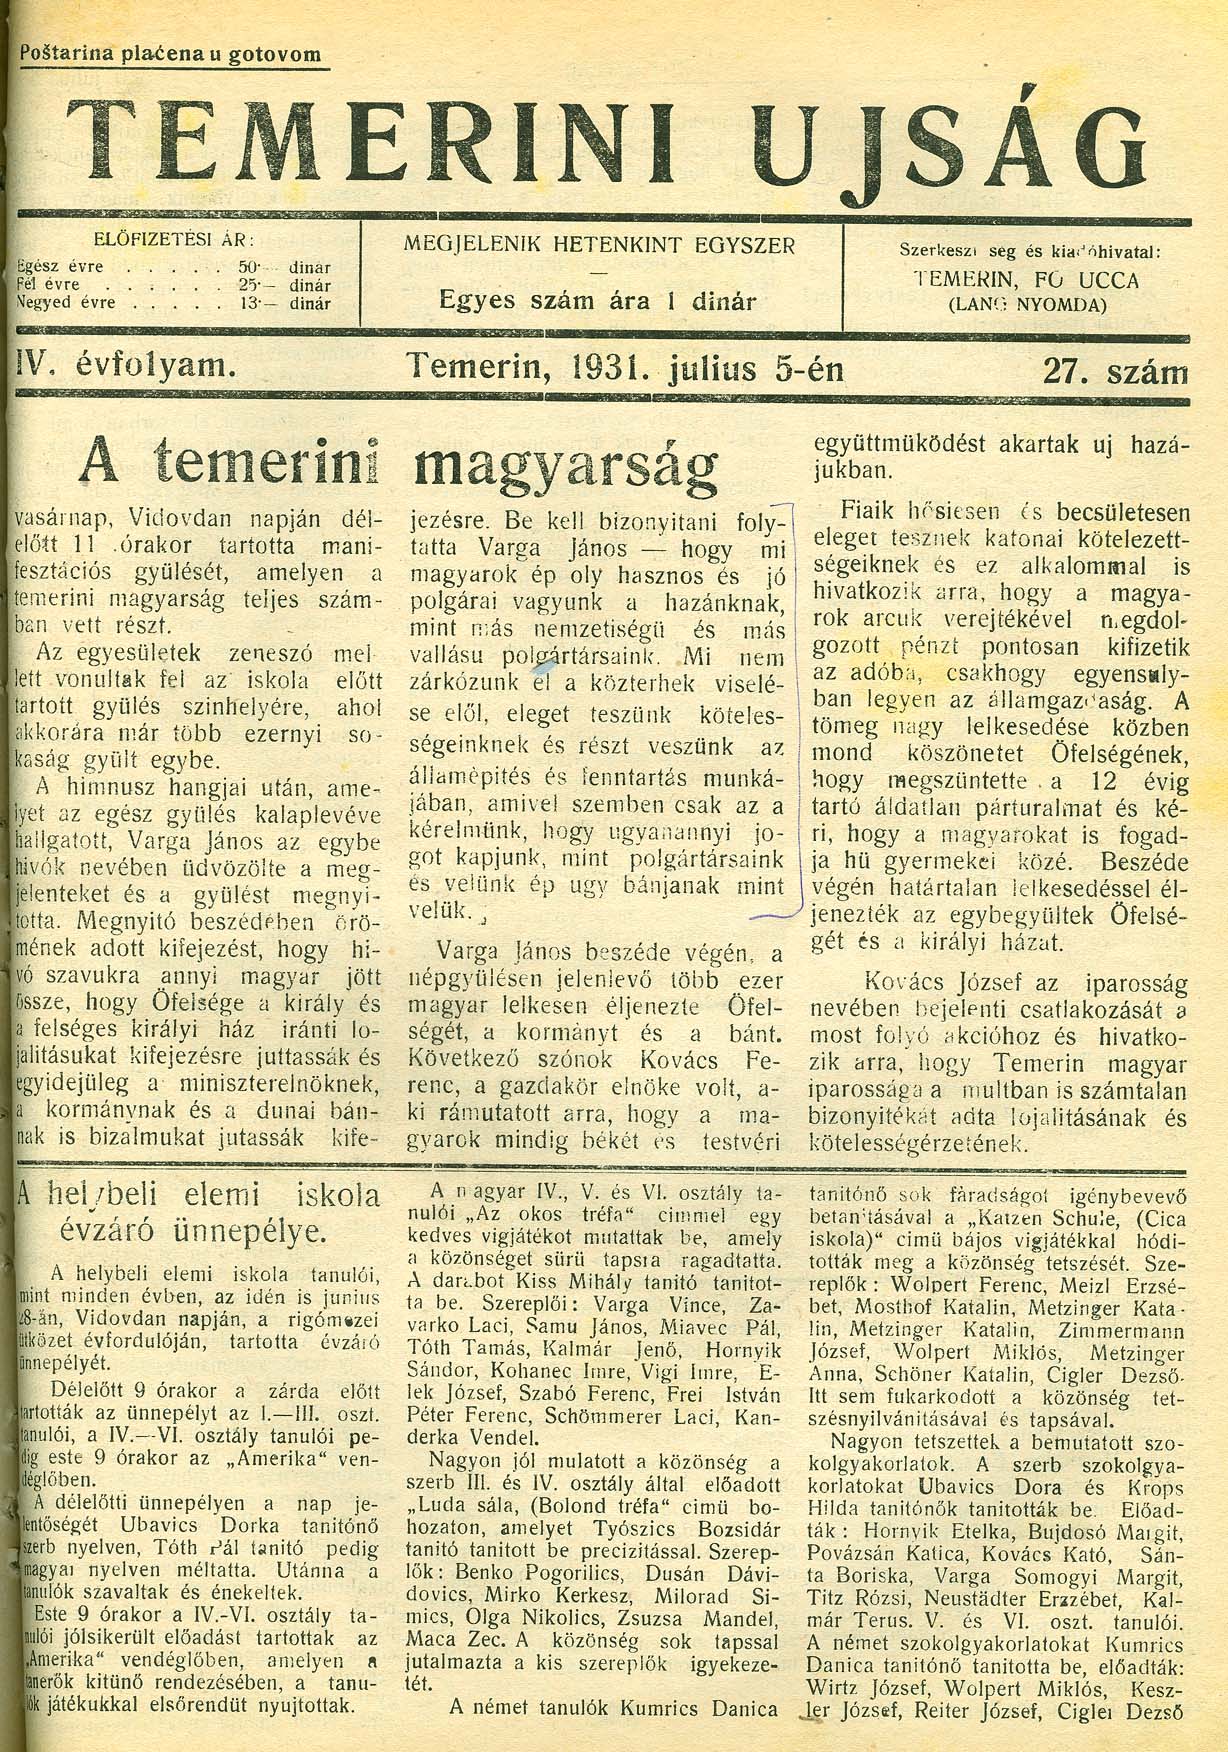 Poštarina plaćena u gotovom
TEMERINI UJSÁG
ELŐFIZETÉSI ÁR:
Egész évre . . . . . 50·— dinár
Fél évre . . . . . . 25·— dinár
Negyed évre . . . . . 13·— dinár
MEGJELENIK HETENKINT EGYSZER
—
Egyes szám ára 1 dinár
Szerkesztőség és kiadóhivatal:
TEMERIN, FŐ UCCA
(LANG NYOMDA)
IV. évfolyam.
Temerin, 1931. julius 5-én
27. szám
A temerini magyarság
vasárnap, Vidovdan napján dél-
előtt 11 órakor tartotta mani-
fesztációs gyülését, amelyen a
temerini magyarság teljes szám-
ban vett részt.
Az egyesületek zeneszó mel
lett vonultak fel az iskola előtt
tartott gyülés szinhelyére, ahol
akkorára már több ezernyi so-
kaság gyült egybe.
A himnusz hangjai után, ame-
lyet az egész gyülés kalaplevéve
hallgatott, Varga János az egybe
hivók nevében üdvözölte a meg-
jelenteket és a gyülést megnyi-
totta. Megnyitó beszédében örö-
mének adott kifejezést, hogy hi-
vó szavukra annyi magyar jött
össze, hogy Őfelsége a király és
a felséges királyi ház iránti lo-
jalitásukat kifejezésre juttassák és
egyidejüleg a miniszterelnöknek,
a kormánynak és a dunai bán-
nak is bizalmukat jutassák kife-
jezésre. Be kell bizonyitani foly-
tatta Varga János — hogy mi
magyarok ép oly hasznos és jó
polgárai vagyunk a hazánknak,
mint más nemzetiségü és más
vallásu polgártársaink. Mi nem
zárkózunk el a közterhek viselé-
se elől, eleget teszünk köteles-
ségeinknek és részt veszünk az
államépités és fenntartás munká-
jában, amivel szemben csak az a
kérelmünk, hogy ugyanannyi jo-
got kapjunk, mint polgártársaink
és velünk ép ugy bánjanak mint
velük.
Varga János beszéde végén, a
népgyülésen jelenlevő több ezer
magyar lelkesen éljenezte Őfel-
ségét, a kormányt és a bánt.
Következő szónok Kovács Fe-
renc, a gazdakör elnöke volt, a-
ki rámutatott arra, hogy a ma-
gyarok mindig békét és testvéri
együttmüködést akartak uj hazá-
jukban.
Fiaik hősiesen és becsületesen
eleget tesznek katonai kötelezett-
ségeiknek és ez alkalommal is
hivatkozik arra, hogy a magya-
rok arcuk verejtékével megdol-
gozott pénzt pontosan kifizetik
az adóba, csakhogy egyensuly-
ban legyen az államgazdaság. A
tömeg nagy lelkesedése közben
mond köszönetet Őfelségének,
hogy megszüntette a 12 évig
tartó áldatlan párturalmat és ké-
ri, hogy a magyarokat is fogad-
ja hü gyermekei közé. Beszéde
végén határtalan lelkesedéssel él-
jenezték az egybegyültek Őfelsé-
gét és a királyi házat.
Kovács József az iparosság
nevében bejelenti csatlakozását a
most folyó akcióhoz és hivatko-
zik arra, hogy Temerin magyar
iparossága a multban is számtalan
bizonyitékát adta lojalitásának és
kötelességérzetének.
A helybeli elemi iskola
évzáró ünnepélye.
A helybeli elemi iskola tanulói,
mint minden évben, az idén is junius
28-án, Vidovdan napján, a rigómezei
ütközet évfordulóján, tartotta évzáró
ünnepélyét.
Délelőtt 9 órakor a zárda előtt
tartották az ünnepélyt az I.—III. oszt.
tanulói, a IV.—VI. osztály tanulói pe-
dig este 9 órakor az „Amerika“ ven-
déglőben.
A délelőtti ünnepélyen a nap je-
lentőségét Ubavics Dorka tanitónő
szerb nyelven, Tóth Pál tanitó pedig
magyar nyelven méltatta. Utánna a
tanulók szavaltak és énekeltek.
Este 9 órakor a IV.-VI. osztály ta-
nulói jólsikerült előadást tartottak az
„Amerika“ vendéglőben, amelyen a
tanerők kitünő rendezésében, a tanu-
lók játékukkal elsőrendüt nyujtottak.
A magyar IV., V. és VI. osztály ta-
nulói „Az okos tréfa“ cimmel egy
kedves vigjátékot mutattak be, amely
a közönséget sürü tapsra ragadtatta.
A darabot Kiss Mihály tanitó tanitot-
ta be. Szereplői: Varga Vince, Za-
varko Laci, Samu János, Miavec Pál,
Tóth Tamás, Kalmár Jenő, Hornyik
Sándor, Kohanec Imre, Vigi Imre, E-
lek József, Szabó Ferenc, Frei István
Péter Ferenc, Schömmerer Laci, Kan-
derka Vendel.
Nagyon jól mulatott a közönség a
szerb III. és IV. osztály által előadott
„Luda sála, (Bolond tréfa“ cimü bo-
hozaton, amelyet Tyószics Bozsidár
tanitó tanitott be precizitással. Szerep-
lők: Benko Pogorilics, Dusán Dávi-
dovics, Mirko Kerkesz, Milorad Si-
mics, Olga Nikolics, Zsuzsa Mandel,
Maca Zec. A közönség sok tapssal
jutalmazta a kis szereplők igyekeze-
tét.
A német tanulók Kumrics Danica
tanitónő sok fáradságot igénybevevő
betanitásával a „Katzen Schule, (Cica
iskola)“ cimü bájos vigjátékkal hódi-
tották meg a közönség tetszését. Sze-
replők: Wolpert Ferenc, Meizl Erzsé-
bet, Mosthof Katalin, Metzinger Kata-
lin, Metzinger Katalin, Zimmermann
József, Wolpert Miklós, Metzinger
Anna, Schöner Katalin, Cigler Dezső.
Itt sem fukarkodott a közönség tet-
szésnyilvánitásával és tapsával.
Nagyon tetszettek a bemutatott szo-
kolgyakorlatok. A szerb szokolgya-
korlatokat Ubavics Dora és Krops
Hilda tanitónők tanitották be. Előad-
ták: Hornyik Etelka, Bujdosó Margit,
Povázsán Katica, Kovács Kató, Sán-
ta Boriska, Varga Somogyi Margit,
Titz Rózsi, Neustädter Erzzébet, Kal-
már Terus. V. és VI. oszt. tanulói.
A német szokolgyakorlatokat Kumrics
Danica tanitónő tanitotta be, előadták:
Wirtz József, Wolpert Miklós, Kesz-
ler József, Reiter József, Cigler Dezső